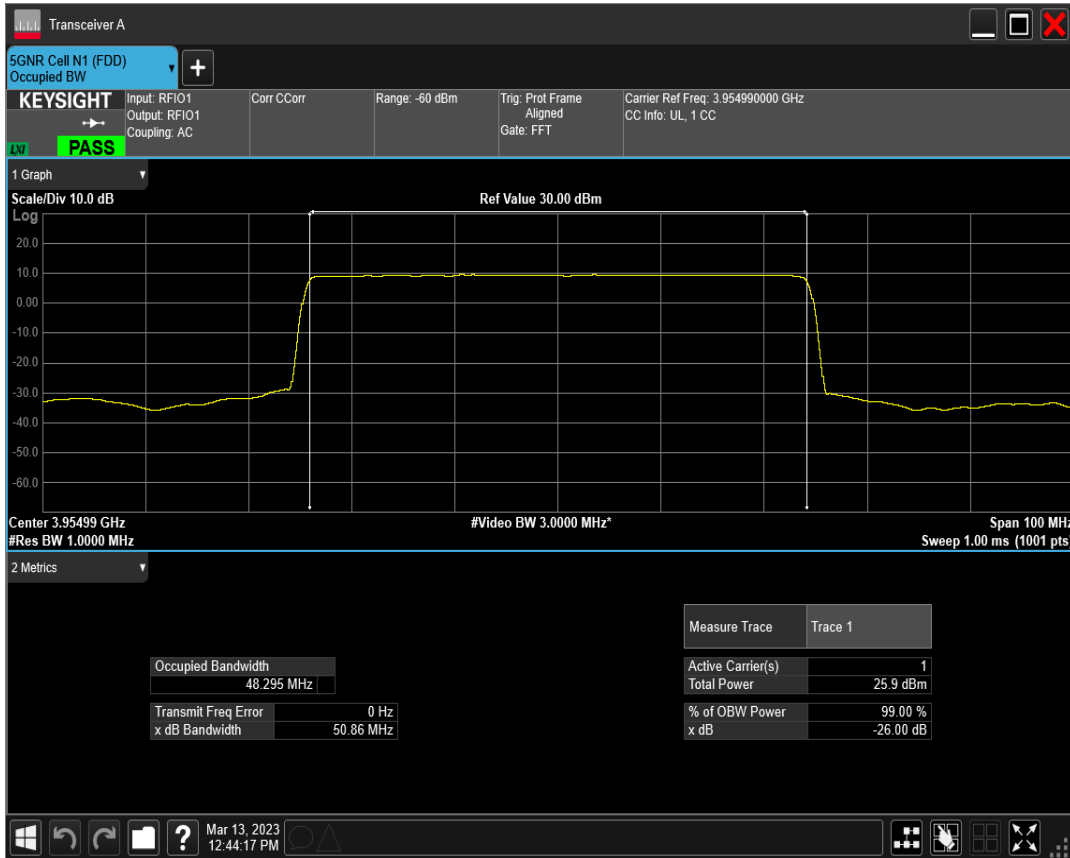 Transceiver A
5GNR Cell N1 (FDD)
Occupied BW
+
KEYSIGHT
LXI
PASS
Input: RFIO1
Output: RFIO1
Coupling: AC
Corr CCorr
Range: -60 dBm
Trig: Prot Frame
Aligned
Gate: FFT
Carrier Ref Freq: 3.954990000 GHz
CC Info: UL, 1 CC
1 Graph
Scale/Div 10.0 dB
Ref Value 30.00 dBm
Log
20.0
10.0
0.00
-10.0
-20.0
-30.0
-40.0
-50.0
-60.0
Center 3.95499 GHz
#Video BW 3.0000 MHz*
Span 100 MHz
#Res BW 1.0000 MHz
Sweep 1.00 ms (1001 pts)
2 Metrics
Measure Trace Trace 1
Occupied Bandwidth
48.295 MHz
Active Carrier(s) 1
Total Power 25.9 dBm
Transmit Freq Error 0 Hz
x dB Bandwidth 50.86 MHz
% of OBW Power 99.00 %
x dB -26.00 dB
?
Mar 13, 2023
12:44:17 PM